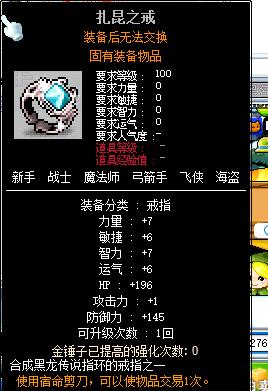 扎昆之戒
装备后无法交换
固有装备物品
要求等级： 100
要求力量： 0
要求敏捷： 0
要求智力： 0
要求运气： 0
要求人气度： -
道具等级： -
道具经验值： -
新手 战士 魔法师 弓箭手 飞侠 海盗
装备分类 : 戒指
力量 : +7
敏捷 : +6
智力 : +7
运气 : +6
HP : +196
攻击力 : +1
防御力 : +145
可升级次数 : 1回
金锤子已提高的强化次数: 0
合成黑龙传说指环的戒指之一
使用宿命剪刀，可以使物品交易1次。
276